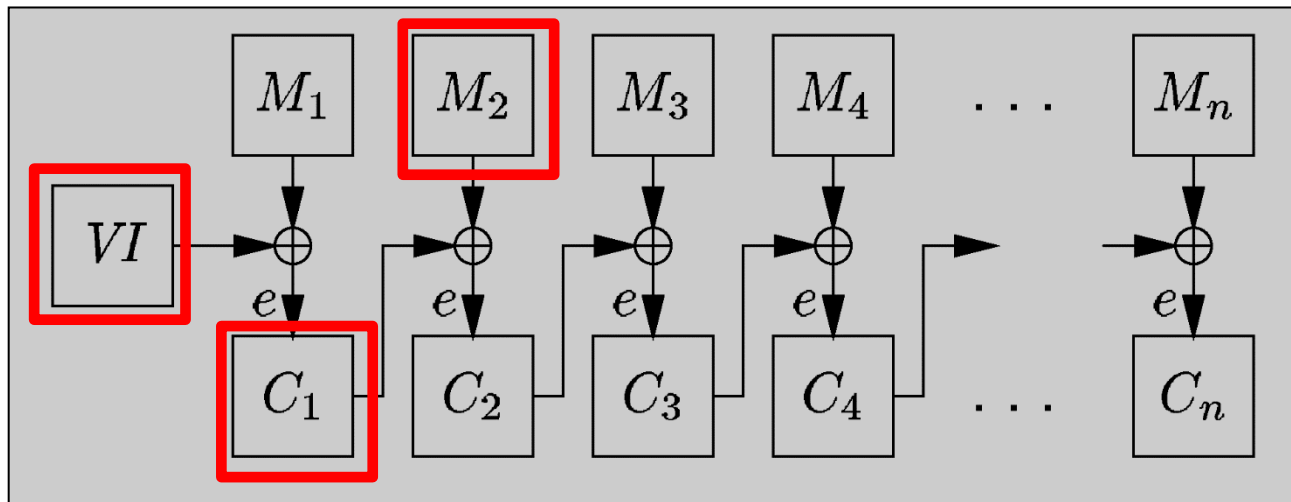 M₁ M₂ M₃ M₄ . . . Mₙ
VI
e e e e e
C₁ C₂ C₃ C₄ . . . Cₙ